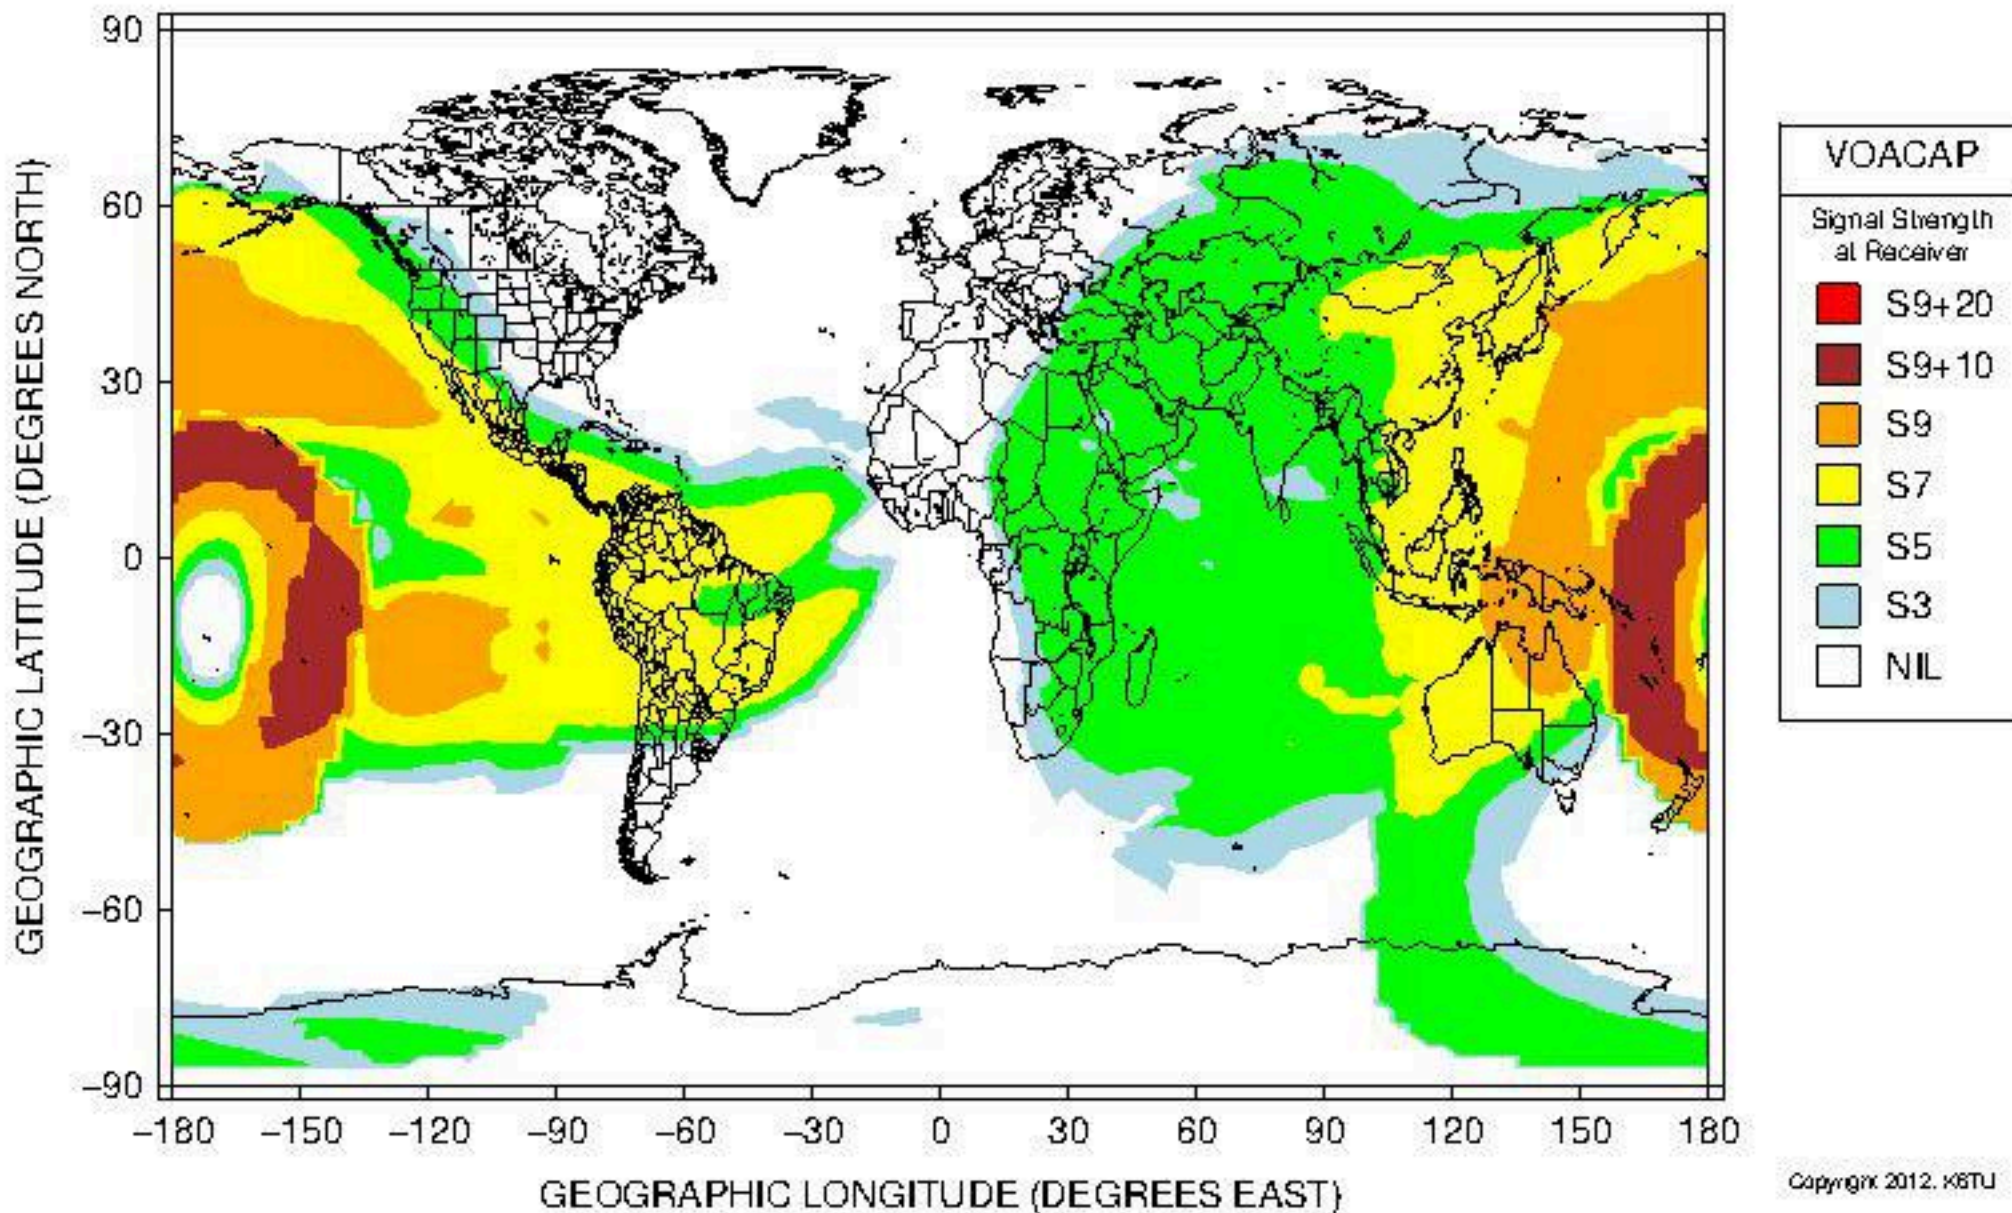 90
60
30
0
−30
−60
−90
GEOGRAPHIC LATITUDE (DEGREES NORTH)
−180 −150 −120 −90 −60 −30 0 30 60 90 120 150 180
GEOGRAPHIC LONGITUDE (DEGREES EAST)
VOACAP
Signal Strength
at Receiver
S9+20
S9+10
S9
S7
S5
S3
NIL
Copyright 2012, K6TU